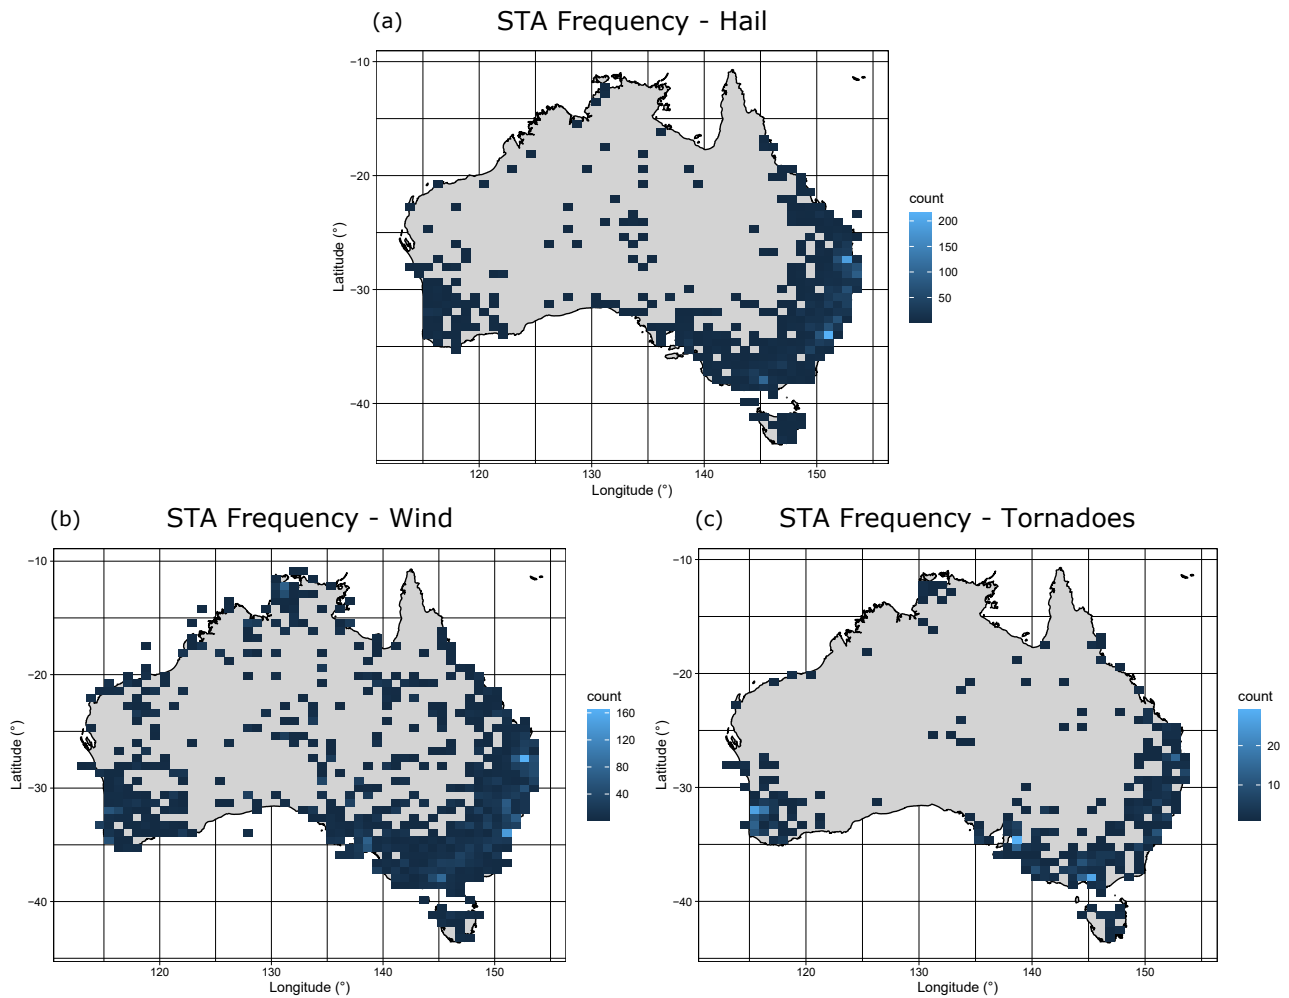 (a) STA Frequency - Hail
−10
−20
−30
−40
Latitude (°)
120 130 140 150
Longitude (°)
count
200
150
100
50
(b) STA Frequency - Wind
−10
−20
−30
−40
Latitude (°)
120 130 140 150
Longitude (°)
count
160
120
80
40
(c) STA Frequency - Tornadoes
−10
−20
−30
−40
Latitude (°)
120 130 140 150
Longitude (°)
count
20
10